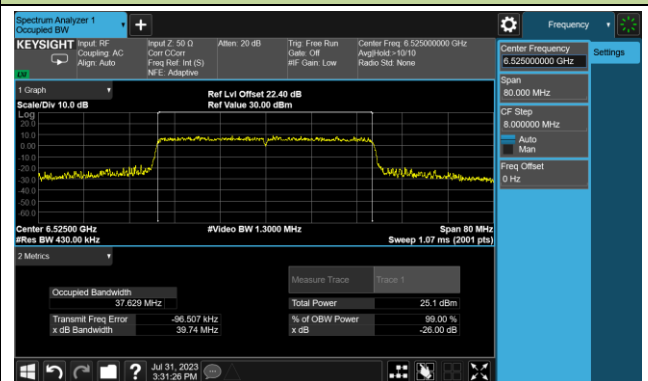 Spectrum Analyzer 1
Occupied BW
Frequency
KEYSIGHT
Input: RF
Coupling: AC
Align: Auto
Input Z: 50 Ω
Corr CCorr
Freq Ref: Int (S)
NFE: Adaptive
Atten: 20 dB
Trig: Free Run
Gate: Off
#IF Gain: Low
Center Freq: 6.525000000 GHz
Avg|Hold:>10/10
Radio Std: None
Center Frequency
6.525000000 GHz
Settings
Span
80.000 MHz
CF Step
8.000000 MHz
Auto
Man
Freq Offset
0 Hz
1 Graph
Scale/Div 10.0 dB
Ref Lvl Offset 22.40 dB
Ref Value 30.00 dBm
Log
20.0
10.0
0.00
-10.0
-20.0
-30.0
-40.0
-50.0
-60.0
Center 6.52500 GHz
#Res BW 430.00 kHz
#Video BW 1.3000 MHz
Span 80 MHz
Sweep 1.07 ms (2001 pts)
2 Metrics
Measure Trace
Trace 1
Occupied Bandwidth
37.629 MHz
Total Power
25.1 dBm
Transmit Freq Error
-96.507 kHz
% of OBW Power
99.00 %
x dB Bandwidth
39.74 MHz
x dB
-26.00 dB
Jul 31, 2023
3:31:26 PM